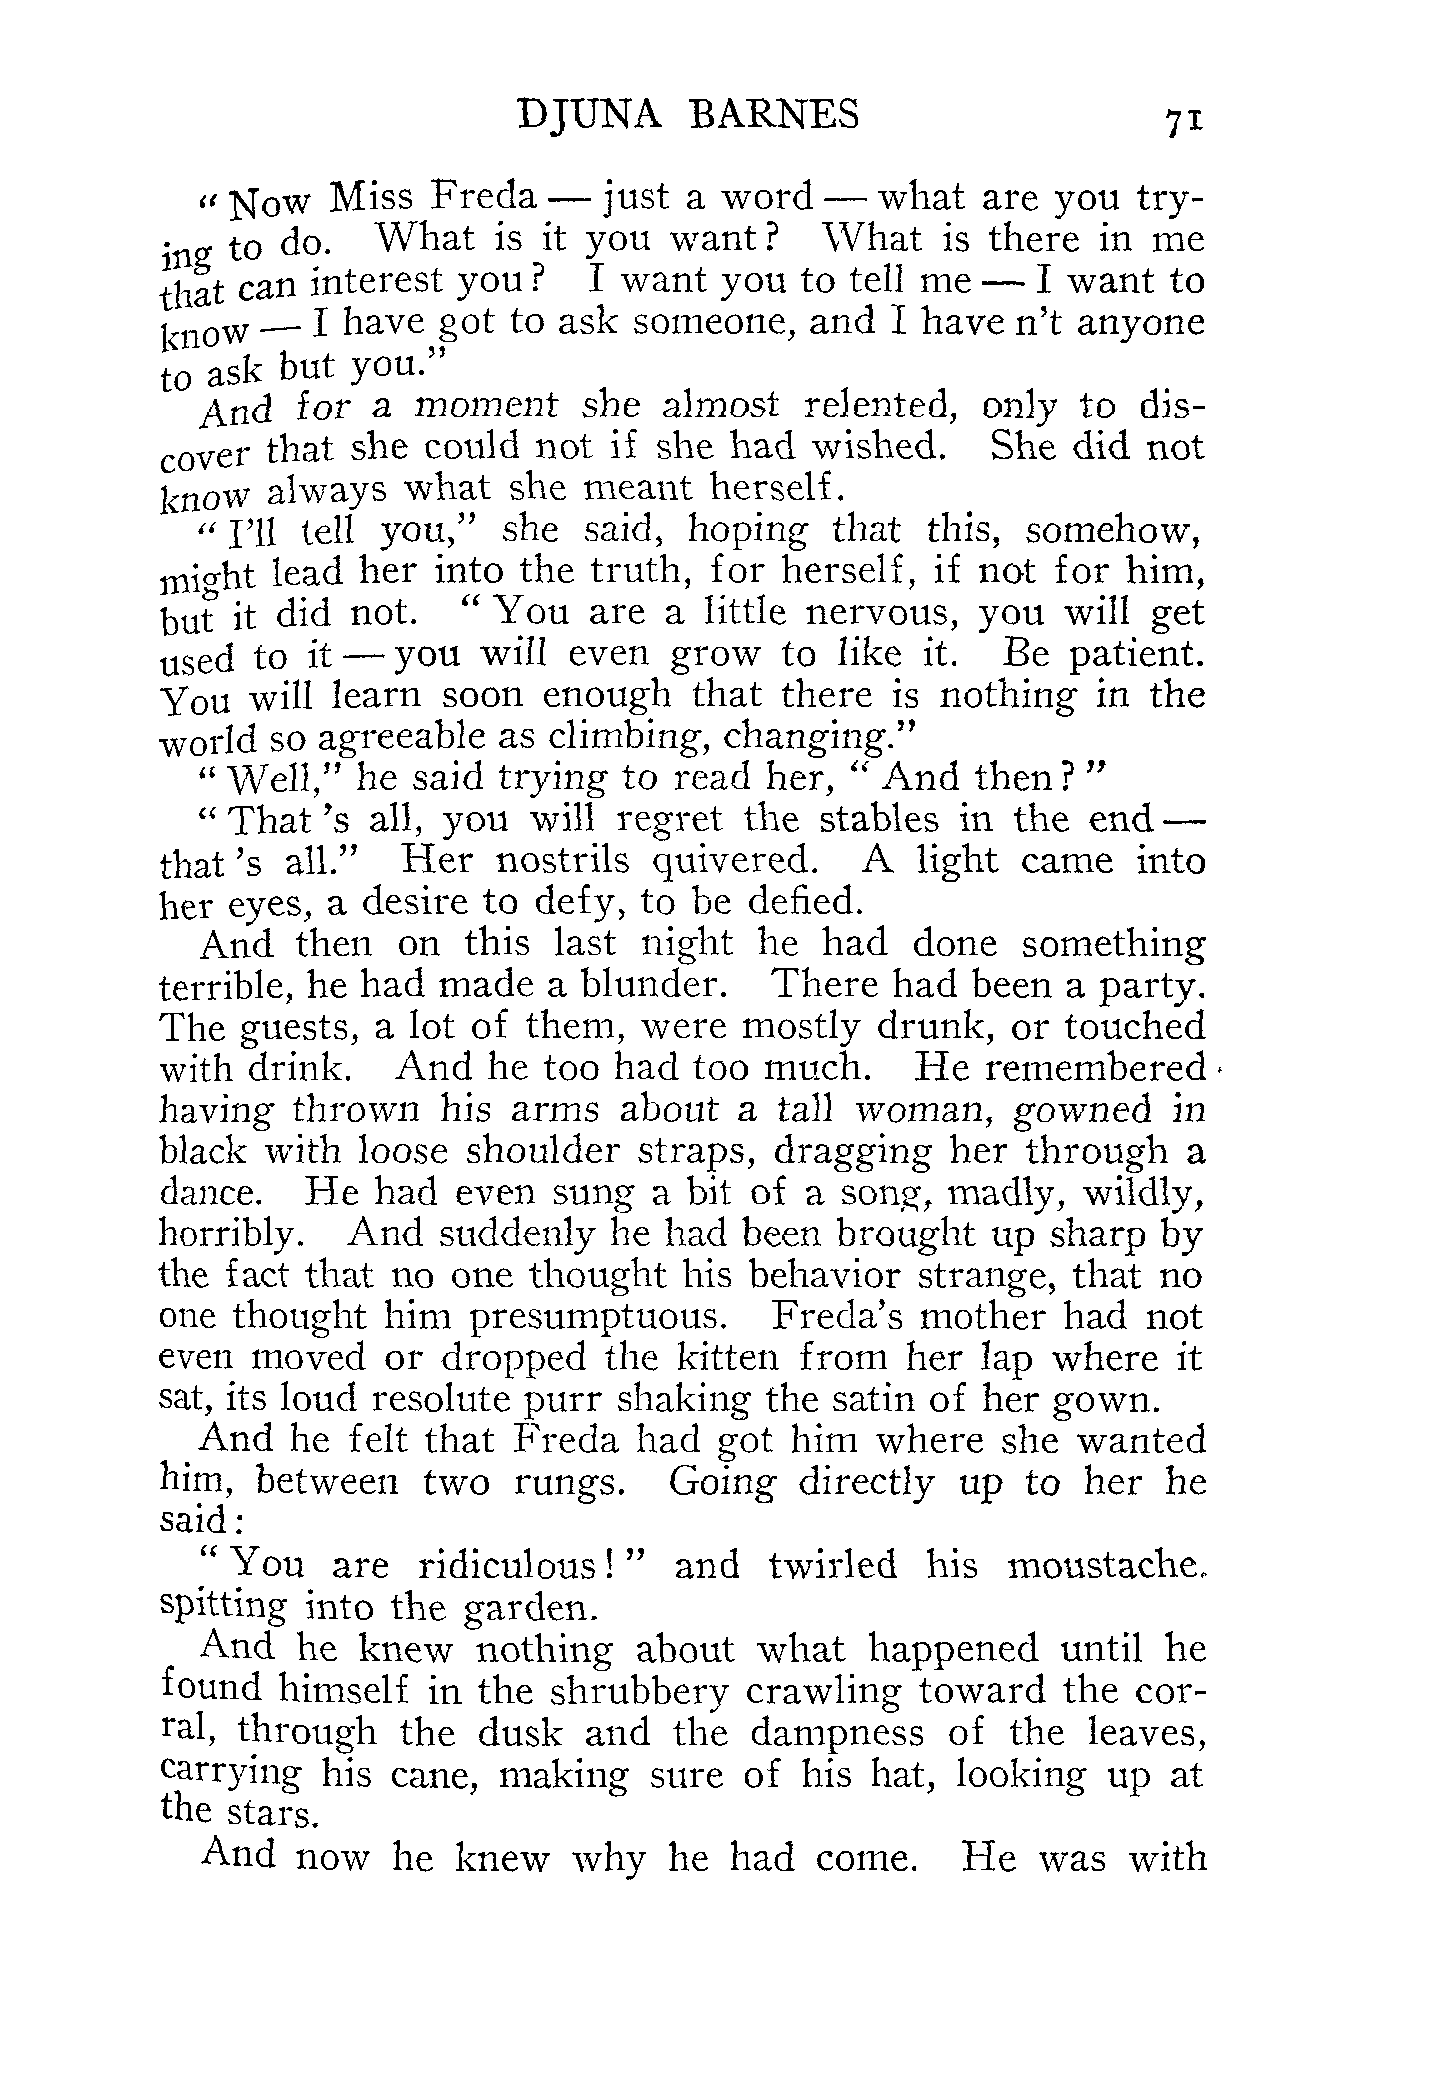 DJUNA BARNES 71
" Now Miss Freda — just a word — what are you try-
ing to do. What is it you want? What is there in me
that can interest you? I want you to tell me — I want to
know — I have got to ask someone, and I have n't anyone
to ask but you."
And for a moment she almost relented, only to dis-
cover that she could not if she had wished. She did not
know always what she meant herself.
" I'll tell you," she said, hoping that this, somehow,
might lead her into the truth, for herself, if not for him,
but it did not. " You are a little nervous, you will get
used to it — you will even grow to like it. Be patient.
You will learn soon enough that there is nothing in the
world so agreeable as climbing, changing."
" Well," he said trying to read her, " And then? "
" That 's all, you will regret the stables in the end —
that 's all." Her nostrils quivered. A light came into
her eyes, a desire to defy, to be defied.
And then on this last night he had done something
terrible, he had made a blunder. There had been a party.
The guests, a lot of them, were mostly drunk, or touched
with drink. And he too had too much. He remembered
having thrown his arms about a tall woman, gowned in
black with loose shoulder straps, dragging her through a
dance. He had even sung a bit of a song, madly, wildly,
horribly. And suddenly he had been brought up sharp by
the fact that no one thought his behavior strange, that no
one thought him presumptuous. Freda's mother had not
even moved or dropped the kitten from her lap where it
sat, its loud resolute purr shaking the satin of her gown.
And he felt that Freda had got him where she wanted
him, between two rungs. Going directly up to her he
said:
" You are ridiculous! " and twirled his moustache.
spitting into the garden.
And he knew nothing about what happened until he
found himself in the shrubbery crawling toward the cor-
ral, through the dusk and the dampness of the leaves,
carrying his cane, making sure of his hat, looking up at
the stars.
And now he knew why he had come. He was with